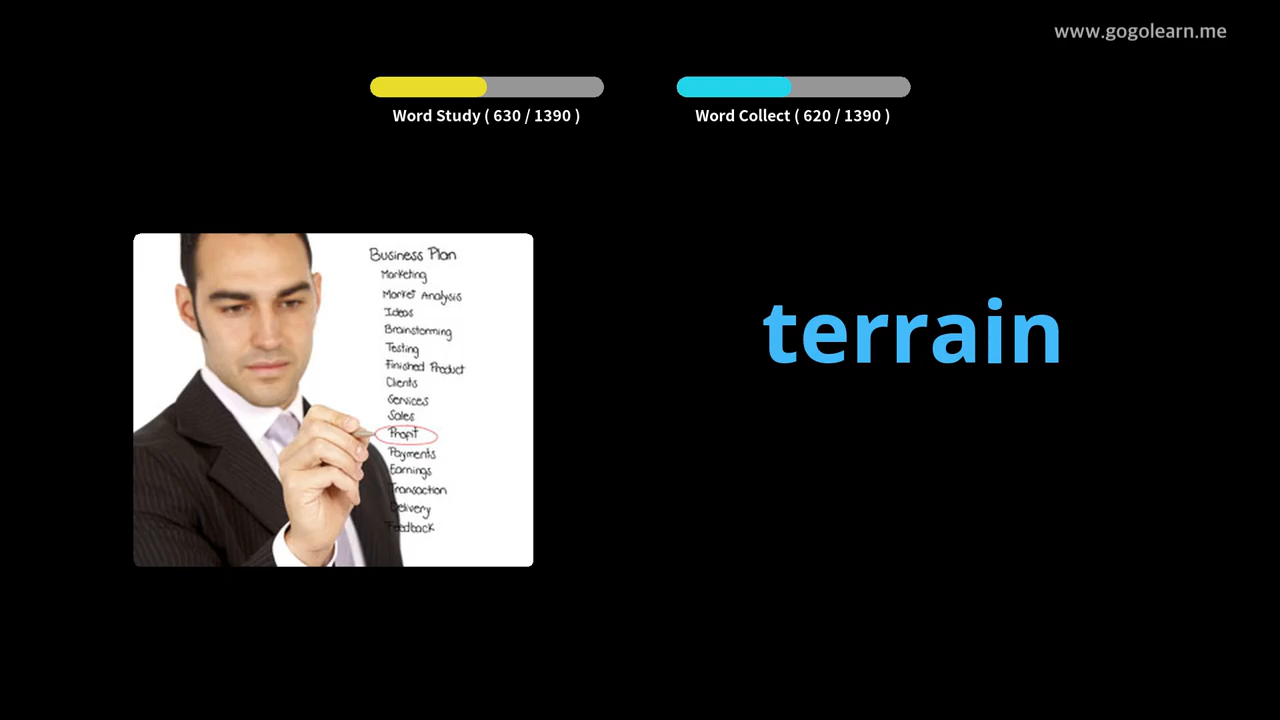 www.gogolearn.me
Word Study ( 630 / 1390 )
Word Collect ( 620 / 1390 )
Business Plan
Marketing
Market Analysis
Ideas
Brainstorming
Testing
Finished Product
Clients
Services
Sales
Profit
Payments
Earnings
Transaction
Delivery
Feedback
terrain